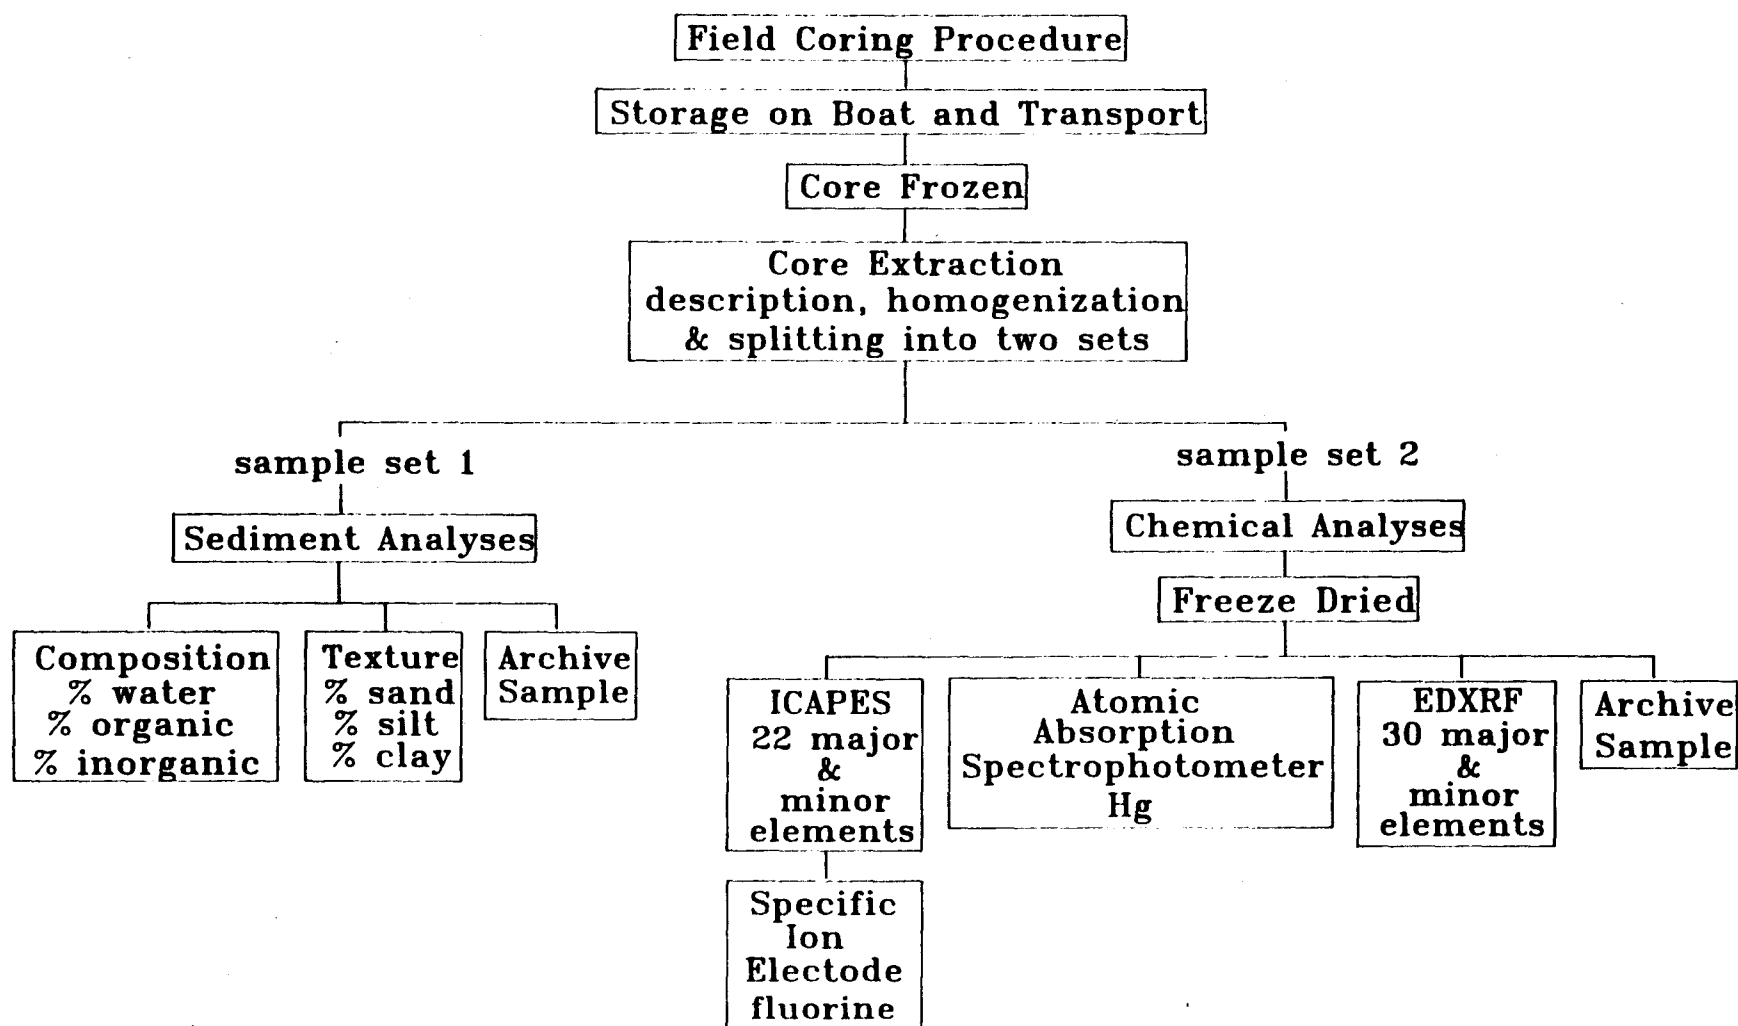 Field Coring Procedure
Storage on Boat and Transport
Core Frozen
Core Extraction
description, homogenization
& splitting into two sets
sample set 1
Sediment Analyses
Composition
% water
% organic
% inorganic
Texture
% sand
% silt
% clay
Archive
Sample
sample set 2
Chemical Analyses
Freeze Dried
ICAPES
22 major
&
minor
elements
Specific
Ion
Electode
fluorine
Atomic
Absorption
Spectrophotometer
Hg
EDXRF
30 major
&
minor
elements
Archive
Sample